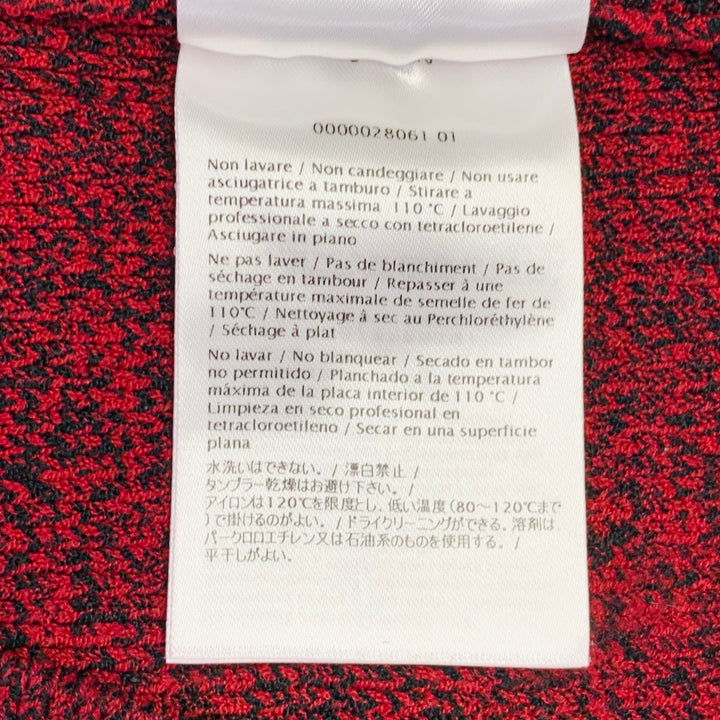 0000028061 01
Non lavare / Non candeggiare / Non usare
asciugatrice a tamburo / Stirare a
temperatura massima 110 °C / Lavaggio
professionale a secco con tetracloroetilene /
Asciugare in piano
Ne pas laver / Pas de blanchiment / Pas de
séchage en tambour / Repasser à une
température maximale de semelle de fer de
110°C / Nettoyage à sec au Perchloréthylène
/ Séchage à plat
No lavar / No blanquear / Secado en tambor
no permitido / Planchado a la temperatura
máxima de la placa interior de 110 °C /
Limpieza en seco profesional en
tetracloroetileno / Secar en una superficie
plana
水洗いはできない。/ 漂白禁止 /
タンブラー乾燥はお避け下さい。/
アイロンは120℃を限度とし、低い温度(80～120℃まで
)で掛けるのがよい。/ ドライクリーニングができる。溶剤は、
パークロロエチレン又は石油系のものを使用する。/
平干しがよい。